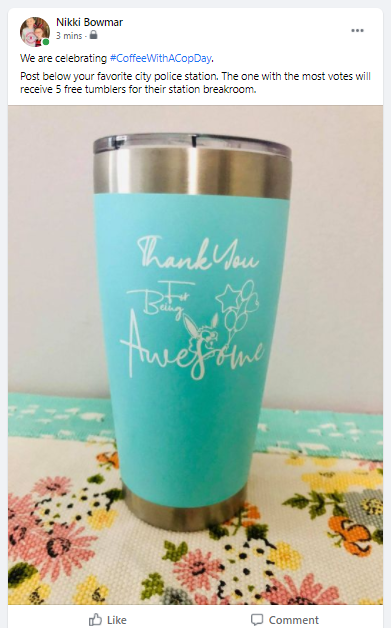 Nikki Bowmar
3 mins ·
We are celebrating #CoffeeWithACopDay.
Post below your favorite city police station. The one with the most votes will
receive 5 free tumblers for their station breakroom.
Thank You
For
Being
Awesome
Like Comment